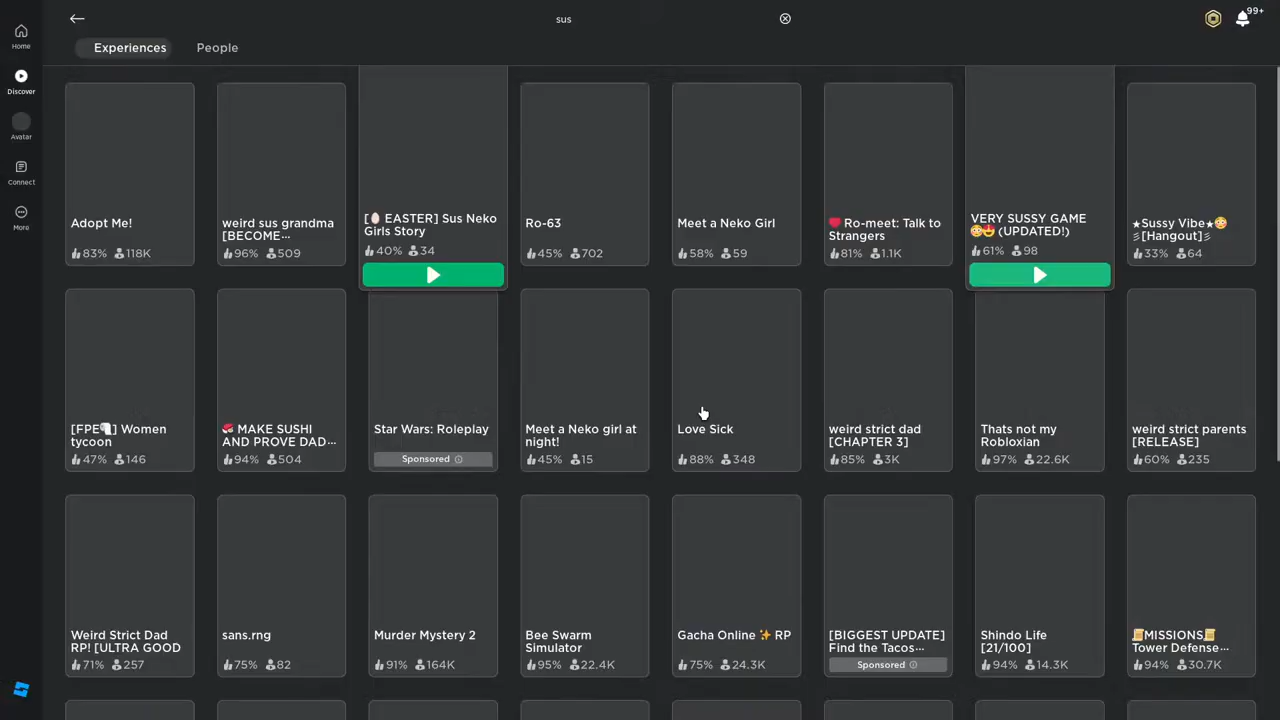 sus
99+
Experiences
People
Home
Discover
Avatar
Connect
More
Adopt Me!
83% 118K
weird sus grandma
[BECOME...
96% 509
[🥚 EASTER] Sus Neko
Girls Story
40% 34
Ro-63
45% 702
Meet a Neko Girl
58% 59
❤️Ro-meet: Talk to
Strangers
81% 1.1K
VERY SUSSY GAME
😳😍 (UPDATED!)
61% 98
★Sussy Vibe★😳
ミ[Hangout]ミ
33% 64
[FPE🧻] Women
tycoon
47% 146
🍣 MAKE SUSHI
AND PROVE DAD...
94% 504
Star Wars: Roleplay
Sponsored
Meet a Neko girl at
night!
45% 15
Love Sick
88% 348
weird strict dad
[CHAPTER 3]
85% 3K
Thats not my
Robloxian
97% 22.6K
weird strict parents
[RELEASE]
60% 235
Weird Strict Dad
RP! [ULTRA GOOD
71% 257
sans.rng
75% 82
Murder Mystery 2
91% 164K
Bee Swarm
Simulator
95% 22.4K
Gacha Online ✨ RP
75% 24.3K
[BIGGEST UPDATE]
Find the Tacos...
Sponsored
Shindo Life
[21/100]
94% 14.3K
📜MISSIONS📜
Tower Defense...
94% 30.7K